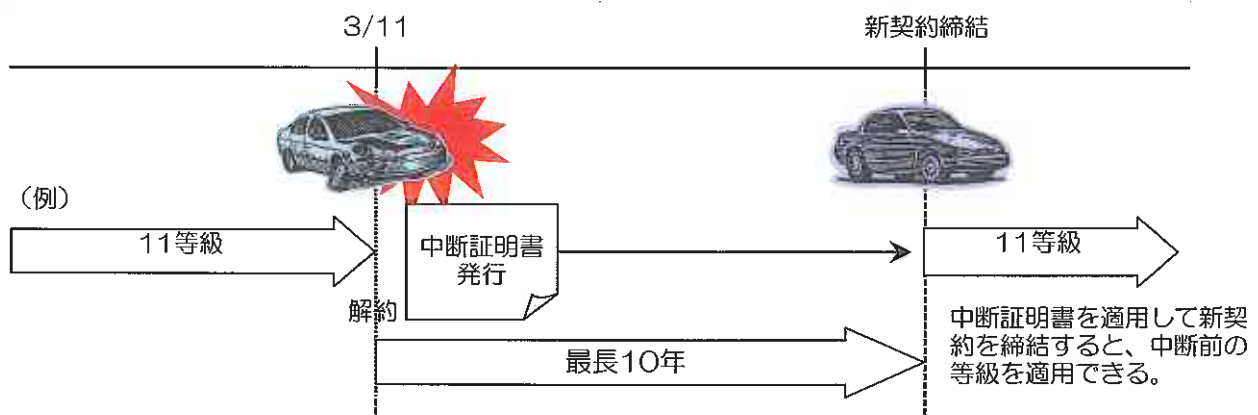 3/11
新契約締結
（例）
11等級
中断証明書
発行
11等級
解約
最長10年
中断証明書を適用して新契
約を締結すると、中断前の
等級を適用できる。